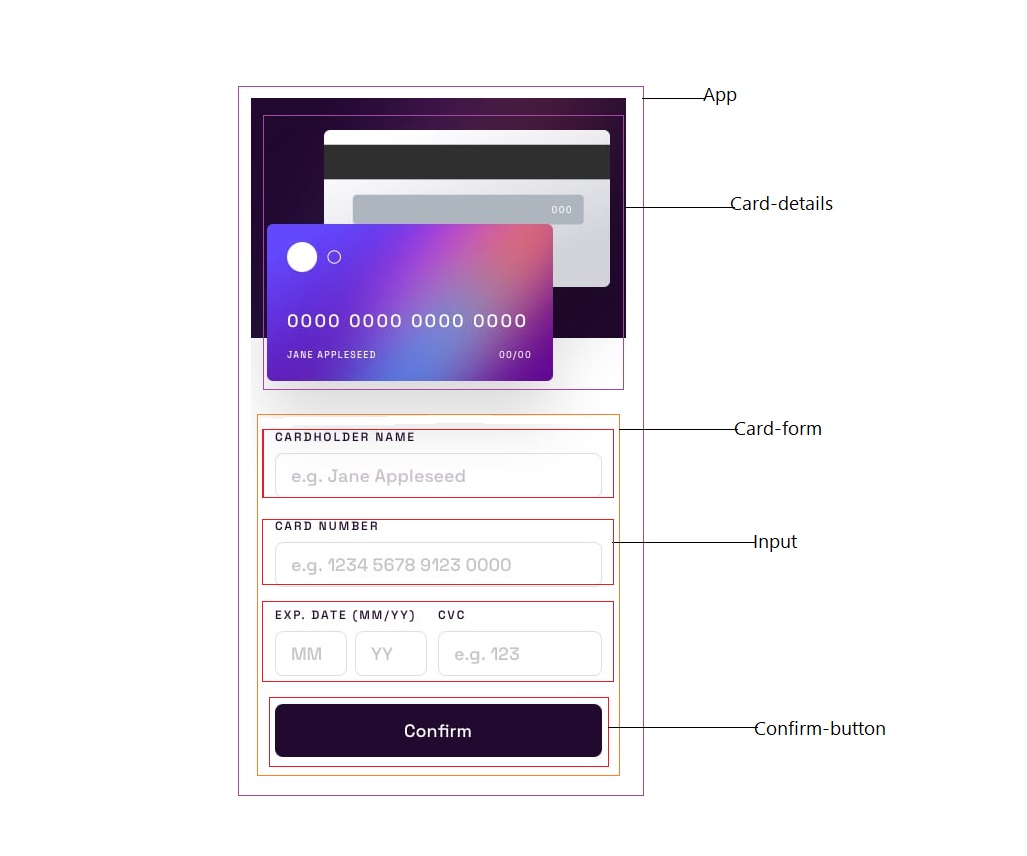 App
000
Card-details
0000 0000 0000 0000
JANE APPLESEED 00/00
Card-form
CARDHOLDER NAME
e.g. Jane Appleseed
CARD NUMBER
Input
e.g. 1234 5678 9123 0000
EXP. DATE (MM/YY) CVC
MM YY e.g. 123
Confirm
Confirm-button